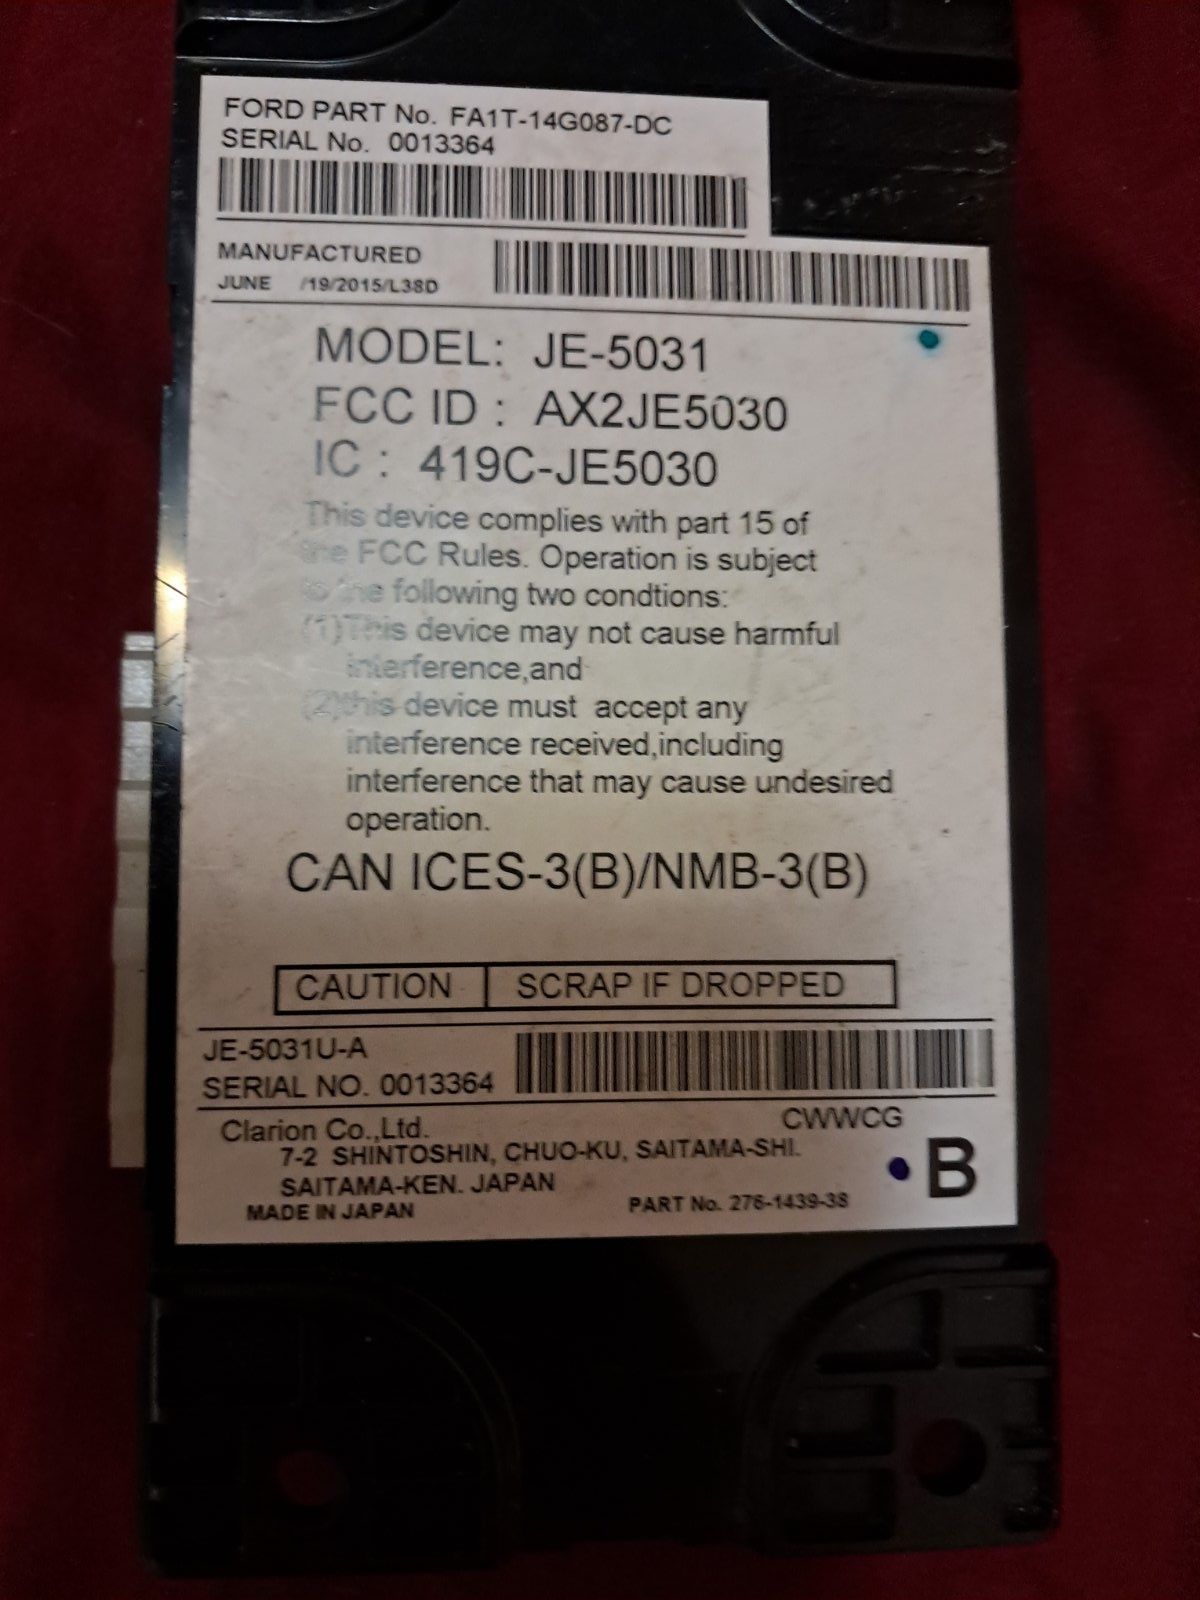 FORD PART No. FA1T-14G087-DC
SERIAL No. 0013364
MANUFACTURED
JUNE /19/2015/L38D
MODEL: JE-5031
FCC ID : AX2JE5030
IC : 419C-JE5030
This device complies with part 15 of
the FCC Rules. Operation is subject
to the following two condtions:
(1)This device may not cause harmful
interference,and
(2)this device must accept any
interference received,including
interference that may cause undesired
operation.
CAN ICES-3(B)/NMB-3(B)
CAUTION SCRAP IF DROPPED
JE-5031U-A
SERIAL NO. 0013364
Clarion Co.,Ltd. CWWCG
7-2 SHINTOSHIN, CHUO-KU, SAITAMA-SHI.
SAITAMA-KEN. JAPAN
MADE IN JAPAN PART No. 276-1439-38
B